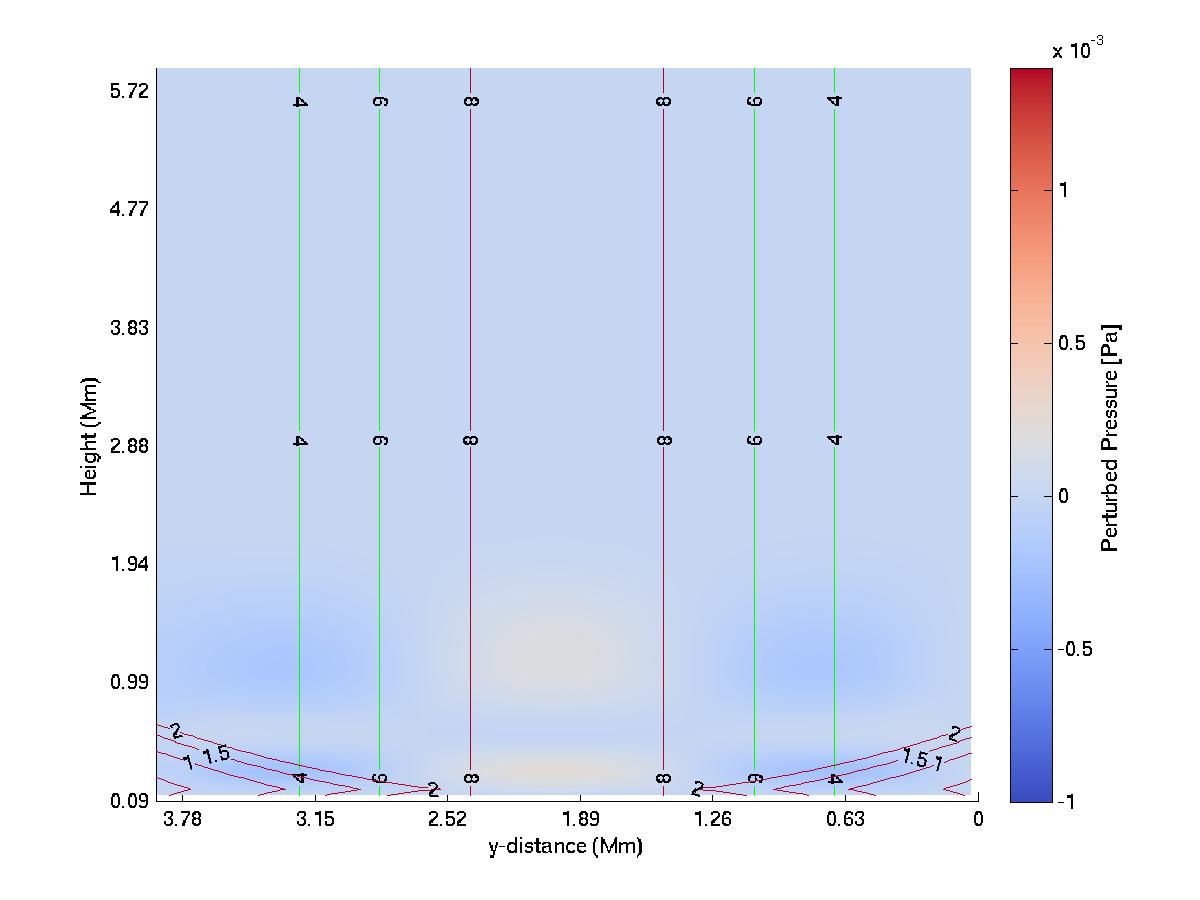 x 10^-3
5.72
4.77
3.83
2.88
1.94
0.99
0.09
Height (Mm)
4 6 8 8 6 4
4 6 8 8 6 4
4 6 8 8 6 4
2 1 1.5 2
2 1.5 1 2
3.78 3.15 2.52 1.89 1.26 0.63 0
y-distance (Mm)
1
0.5
0
-0.5
-1
Perturbed Pressure [Pa]